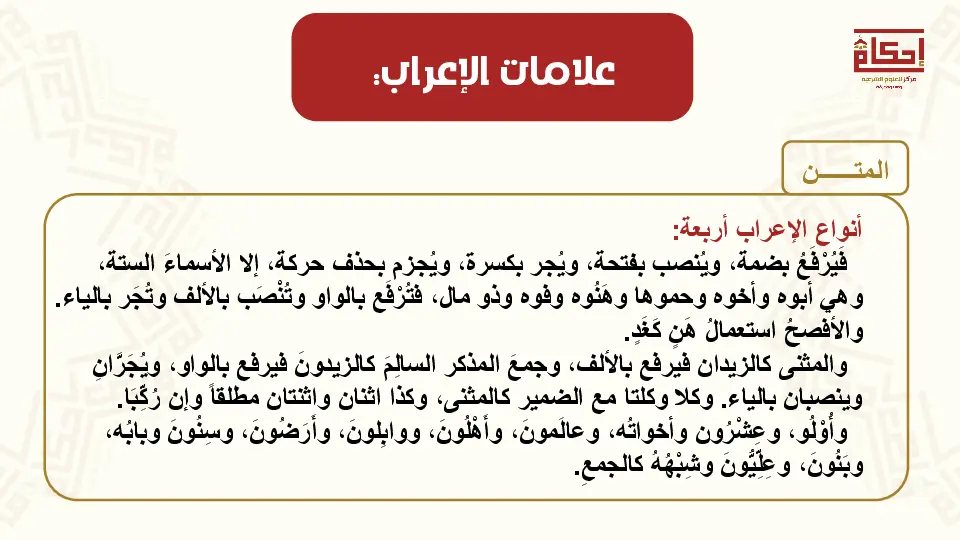 علامات الإعراب:
إحكام
مركز للعلوم الشرعية
المتـــــن
أنواع الإعراب أربعة:
فَيُرْفَعُ بضمة، ويُنصب بفتحة، ويُجر بكسرة، ويُجزم بحذف حركة، إلا الأسماءَ الستة،
وهي أبوه وأخوه وحموها وهَنُوه وفوه وذو مال، فتُرْفَع بالواو وتُنْصَب بالألف وتُجَر بالياء.
والأفصحُ استعمالُ هَنٍ كَغَدٍ.
والمثنى كالزيدان فيرفع بالألف، وجمعَ المذكر السالِمَ كالزيدونَ فيرفع بالواو، ويُجَرَّانِ
وينصبان بالياء. وكلا وكلتا مع الضمير كالمثنى، وكذا اثنان واثنتان مطلقاً وإن رُكِّبَا.
وأُوْلُو، وعِشْرُون وأخواتُه، وعالَمونَ، وأَهْلُونَ، ووابِلونَ، وأَرَضُونَ، وسِنُونَ وبابُه،
وبَنُونَ، وعِلِّيُّونَ وشِبْهُهُ كالجمعِ.